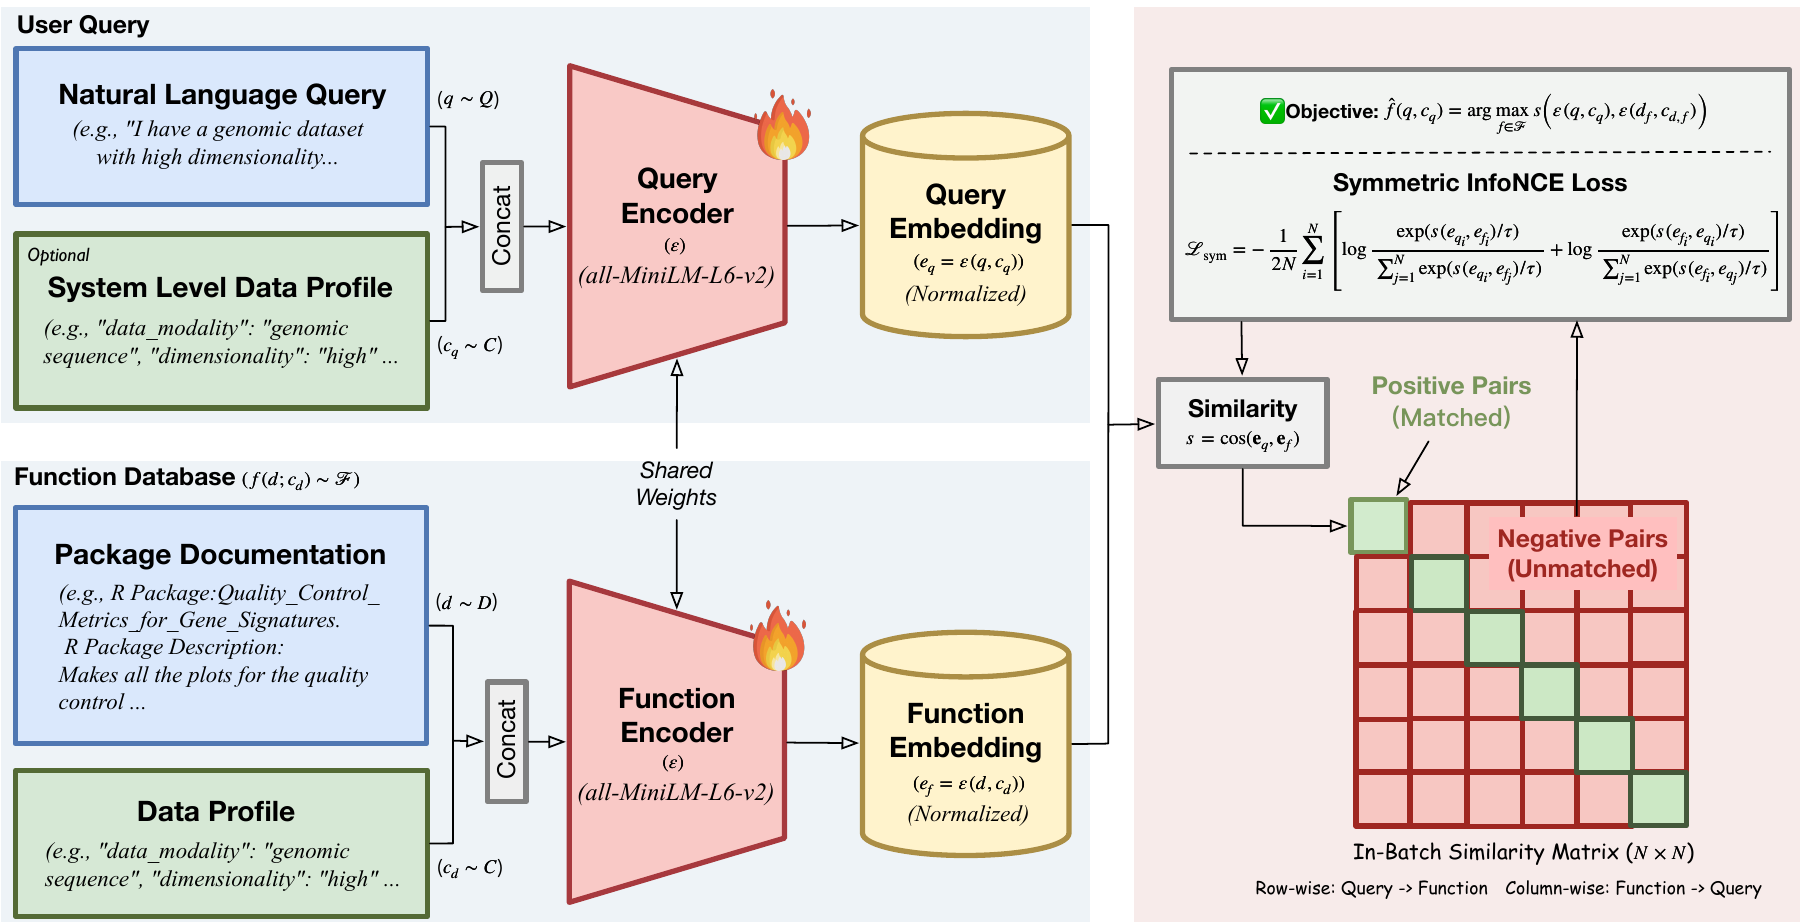 User Query
Natural Language Query
(e.g., "I have a genomic dataset
with high dimensionality...
(q ∼ Q)
Optional
System Level Data Profile
(e.g., "data_modality": "genomic
sequence", "dimensionality": "high" ...
(c_q ∼ C)
Concat
Query
Encoder
(ε)
(all-MiniLM-L6-v2)
Query
Embedding
(e_q = ε(q, c_q))
(Normalized)
Shared
Weights
Function Database (f(d; c_d) ∼ ℱ)
Package Documentation
(e.g., R Package:Quality_Control_
Metrics_for_Gene_Signatures.
R Package Description:
Makes all the plots for the quality
control ...
(d ∼ D)
Data Profile
(e.g., "data_modality": "genomic
sequence", "dimensionality": "high" ...
(c_d ∼ C)
Concat
Function
Encoder
(ε)
(all-MiniLM-L6-v2)
Function
Embedding
(e_f = ε(d, c_d))
(Normalized)
✅Objective: f̂(q, c_q) = arg max_{f∈ℱ} s(ε(q, c_q), ε(d_f, c_{d,f}))
Symmetric InfoNCE Loss
ℒ_sym = − \frac{1}{2N} \sum_{i=1}^{N} [ log \frac{exp(s(e_{q_i}, e_{f_i})/τ)}{\sum_{j=1}^{N} exp(s(e_{q_i}, e_{f_j})/τ)} + log \frac{exp(s(e_{f_i}, e_{q_i})/τ)}{\sum_{j=1}^{N} exp(s(e_{f_i}, e_{q_j})/τ)} ]
Similarity
s = cos(e_q, e_f)
Positive Pairs
(Matched)
Negative Pairs
(Unmatched)
In-Batch Similarity Matrix (N × N)
Row-wise: Query -> Function Column-wise: Function -> Query